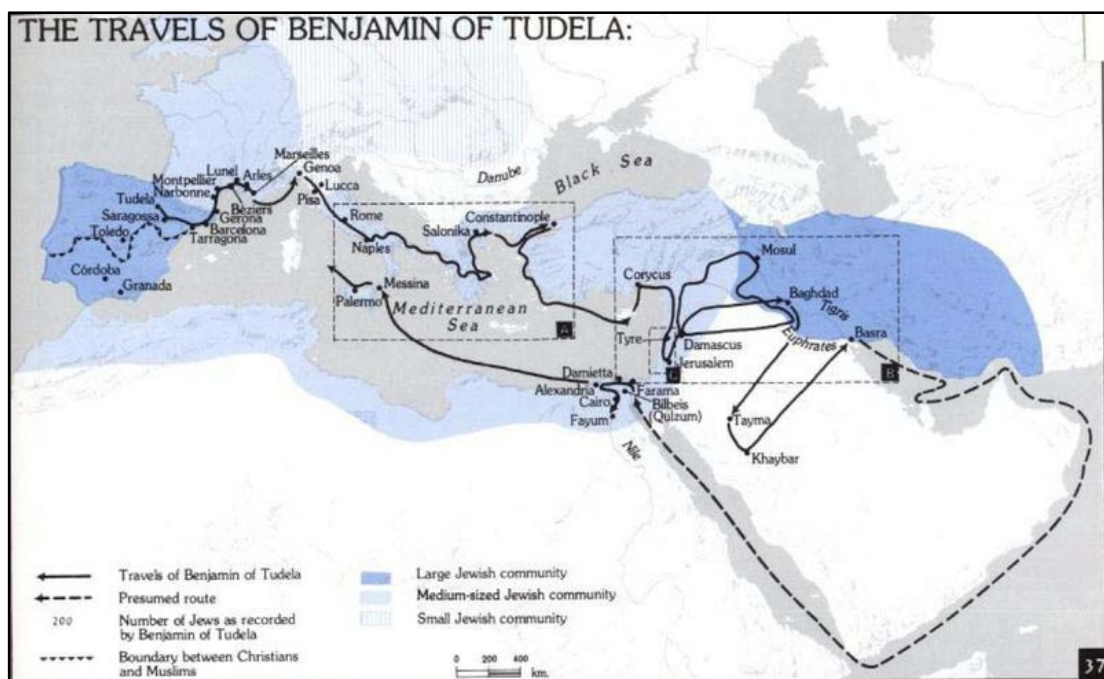 THE TRAVELS OF BENJAMIN OF TUDELA:
Marseilles
Genoa
Lunel
Arles
Montpellier
Narbonne
Lucca
Pisa
Béziers
Tudela
Gerona
Saragossa
Barcelona
Toledo
Tarragona
Córdoba
Granada
Rome
Naples
Danube
Black Sea
Constantinople
Salonika
Messina
Palermo
Mediterranean
Sea
A
Corycus
Mosul
Baghdad
Tigris
Tyre
Damascus
Euphrates
Basra
Jerusalem
C
B
Damietta
Alexandria
Farama
Cairo
Bilbeis
(Qulzum)
Fayum
Tayma
Nile
Khaybar
Travels of Benjamin of Tudela
Presumed route
200
Number of Jews as recorded
by Benjamin of Tudela
Boundary between Christians
and Muslims
Large Jewish community
Medium-sized Jewish community
Small Jewish community
0 200 400
km.
37